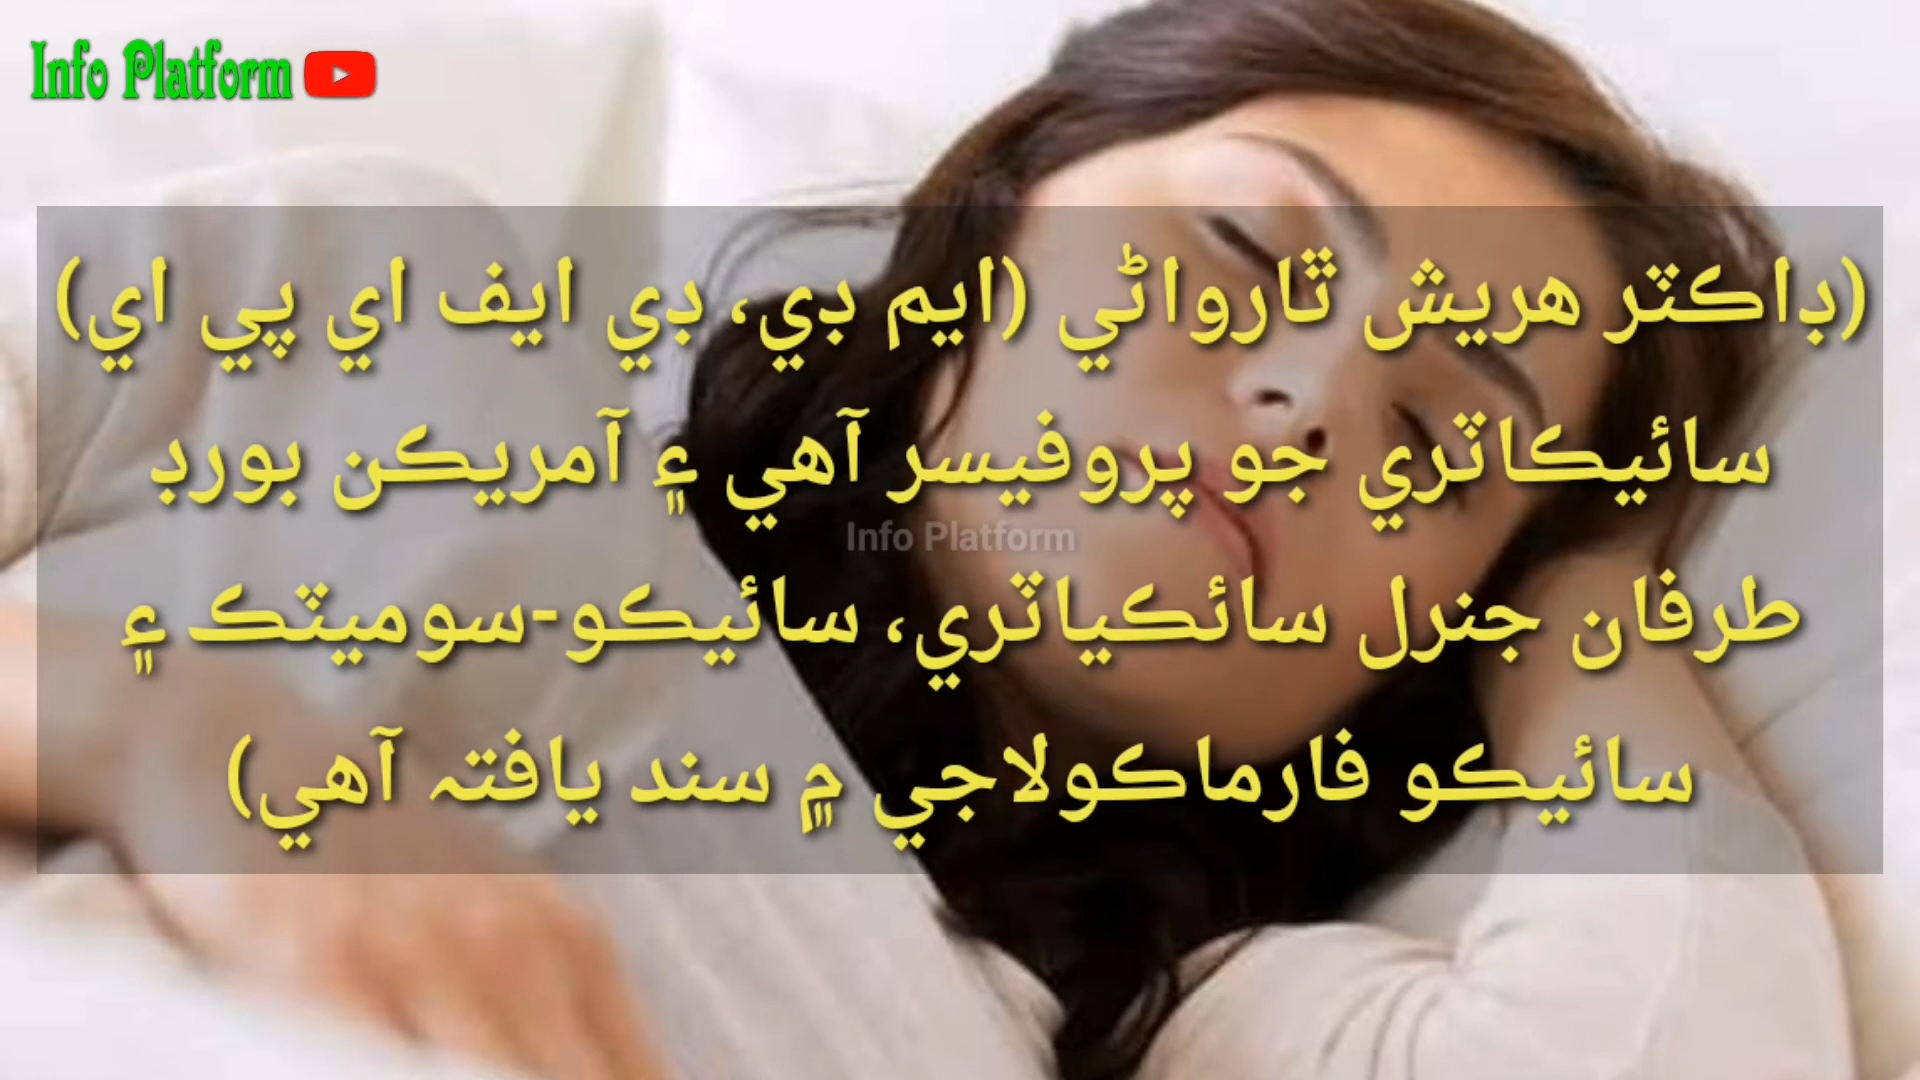 Info Platform
(ڊاڪٽر هريش ٿارواڻي (ايم ڊي، ڊي ايف اي پي اي)
سائيڪاٽري جو پروفيسر آهي ۽ آمريڪن بورڊ
Info Platform
طرفان جنرل سائڪياٽري، سائيڪو-سوميٽڪ ۽
سائيڪو فارماڪولاجي ۾ سند يافتہ آهي)